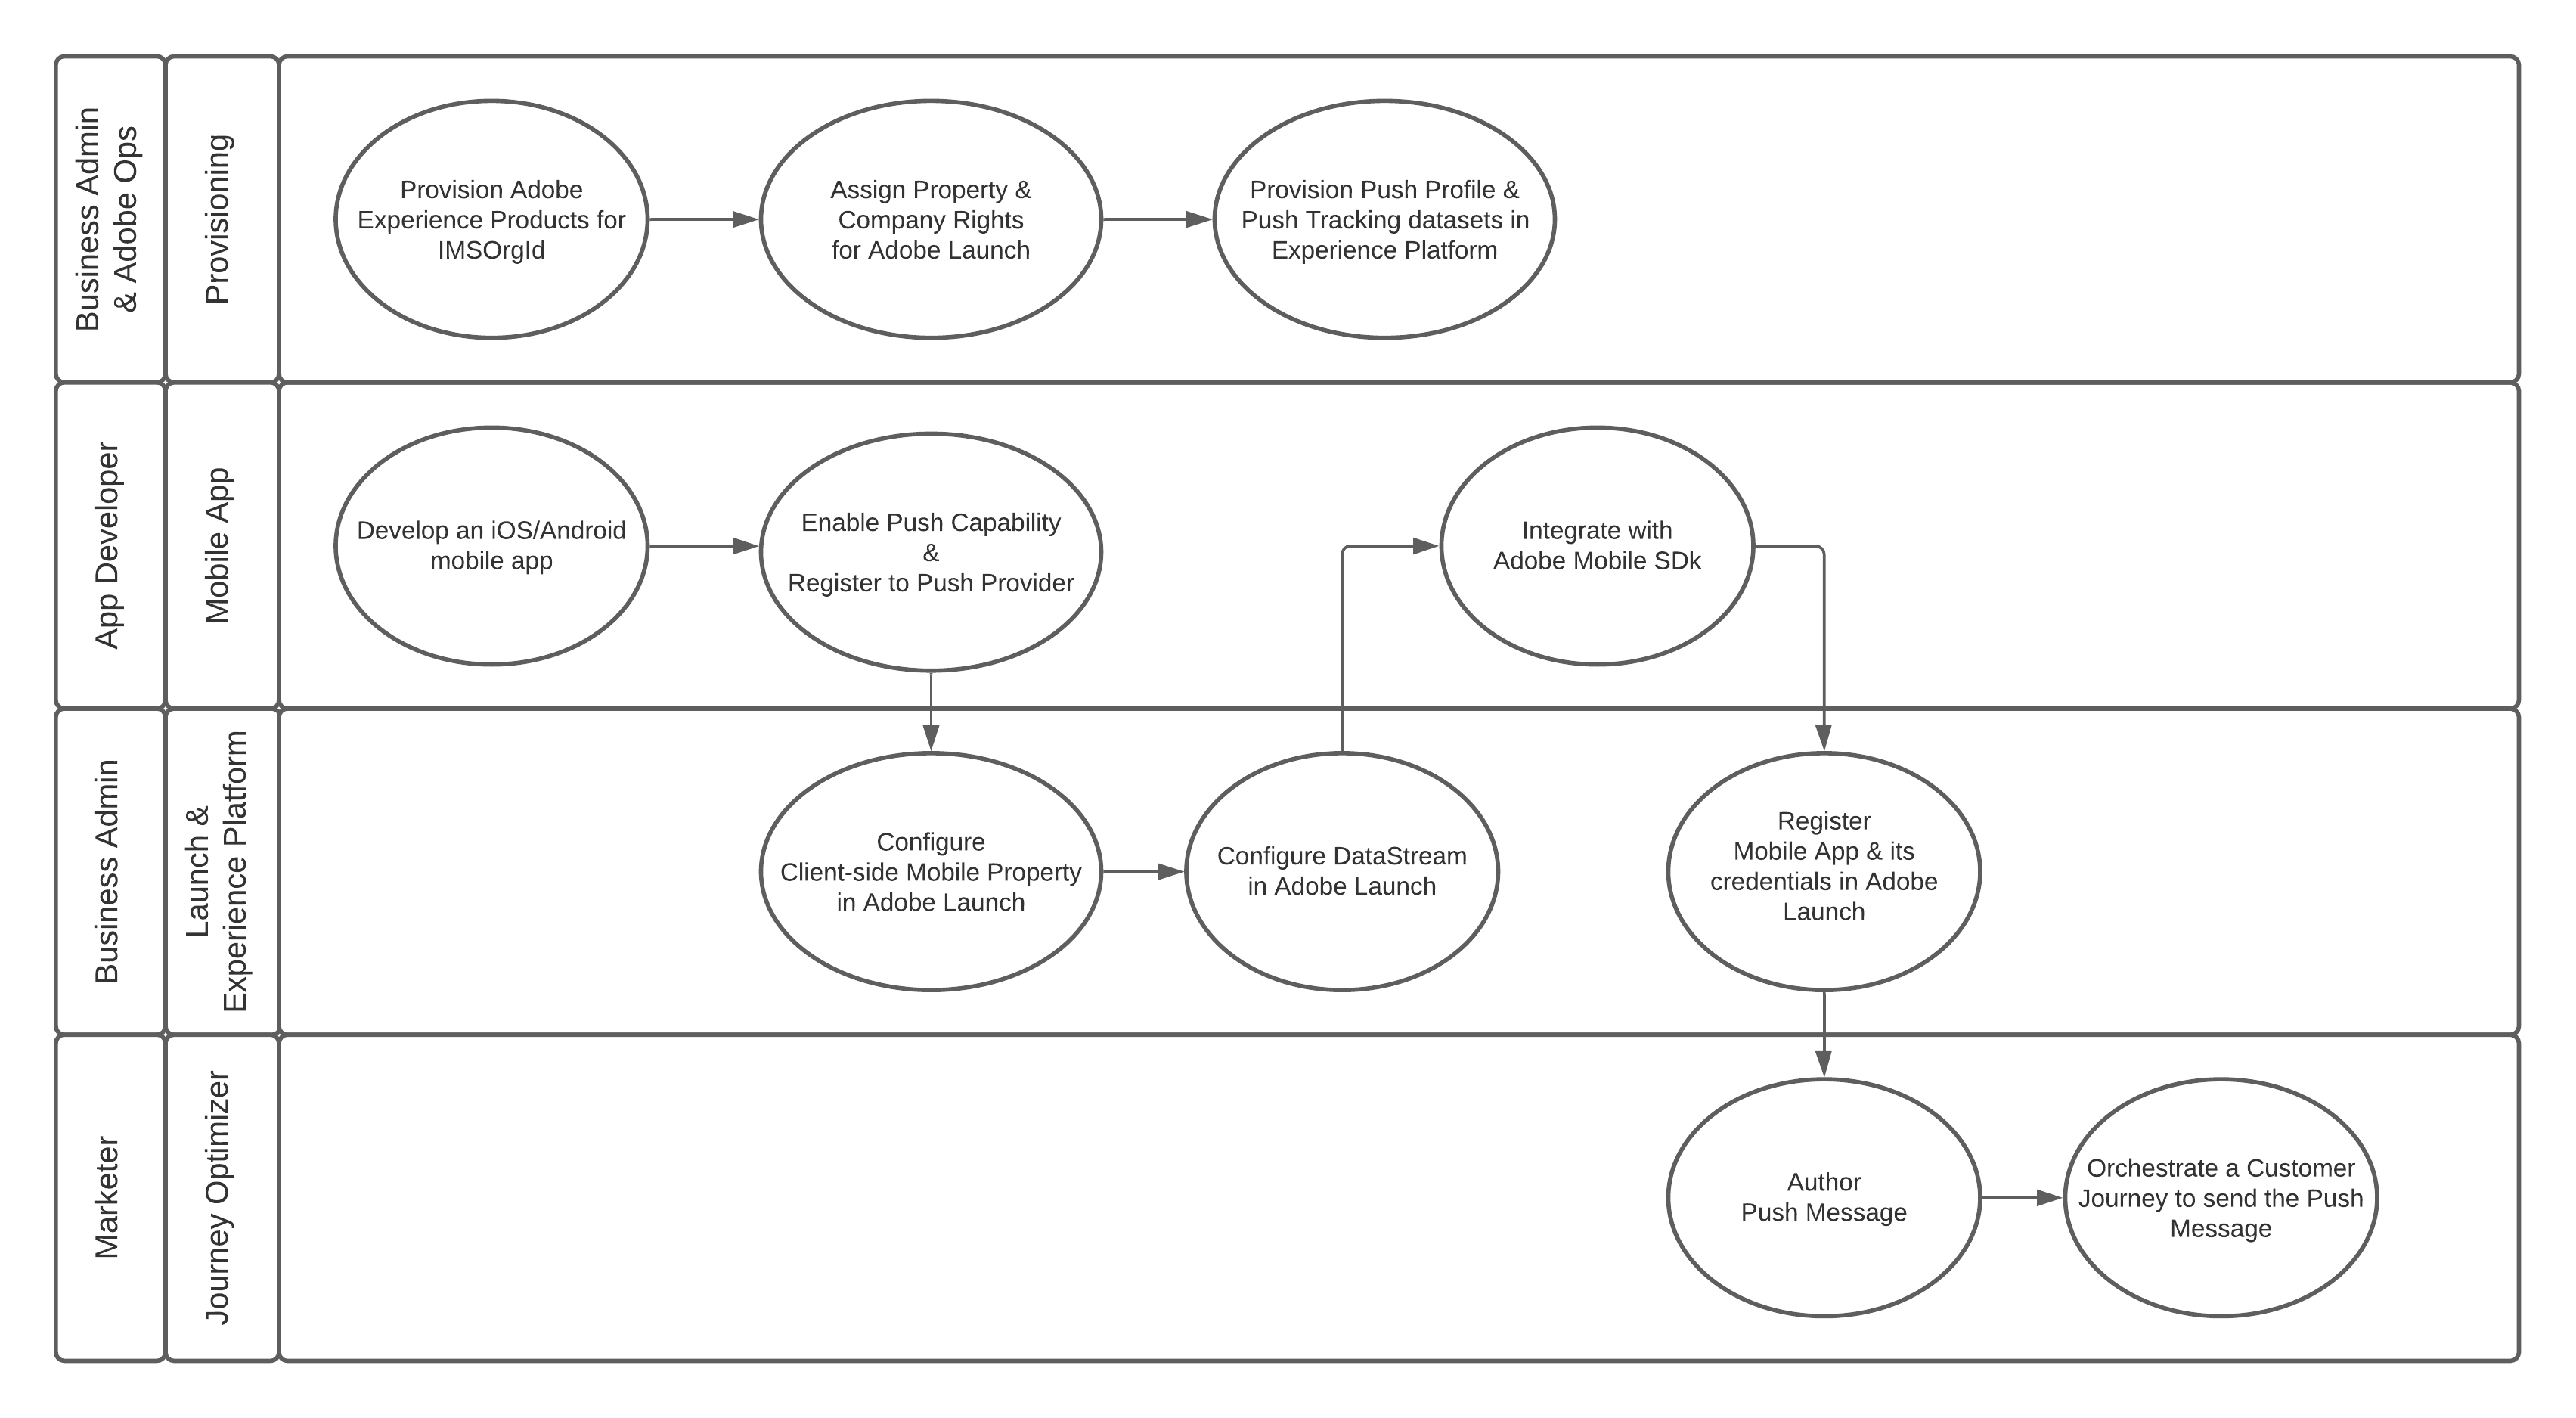 Business Admin
& Adobe Ops
Provisioning
Provision Adobe
Experience Products for
IMSOrgId
Assign Property &
Company Rights
for Adobe Launch
Provision Push Profile &
Push Tracking datasets in
Experience Platform
App Developer
Mobile App
Develop an iOS/Android
mobile app
Enable Push Capability
&
Register to Push Provider
Integrate with
Adobe Mobile SDk
Business Admin
Launch &
Experience Platform
Configure
Client-side Mobile Property
in Adobe Launch
Configure DataStream
in Adobe Launch
Register
Mobile App & its
credentials in Adobe
Launch
Marketer
Journey Optimizer
Author
Push Message
Orchestrate a Customer
Journey to send the Push
Message